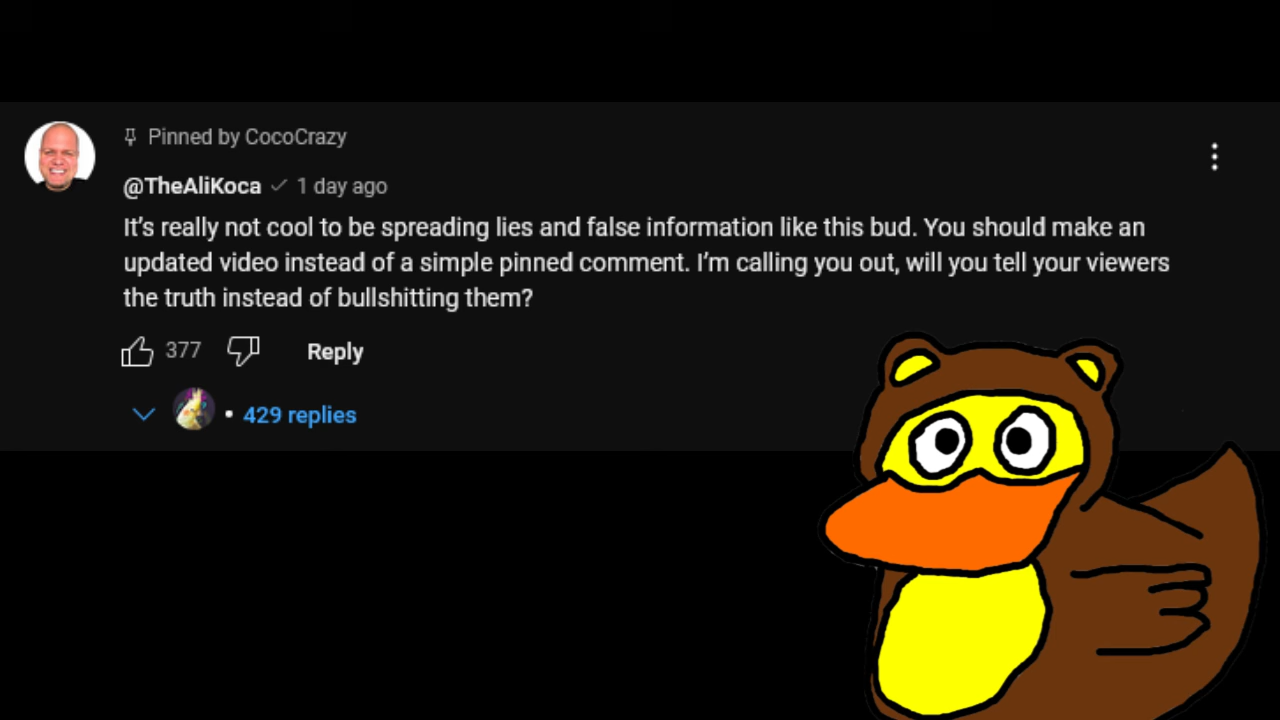 Pinned by CocoCrazy
@TheAliKoca 1 day ago
It’s really not cool to be spreading lies and false information like this bud. You should make an
updated video instead of a simple pinned comment. I’m calling you out, will you tell your viewers
the truth instead of bullshitting them?
377 Reply
429 replies